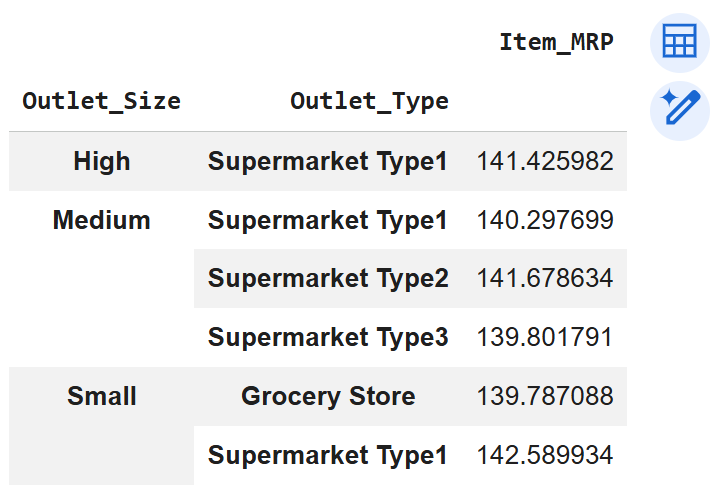 Item_MRP
Outlet_Size Outlet_Type
High Supermarket Type1 141.425982
Medium Supermarket Type1 140.297699
Supermarket Type2 141.678634
Supermarket Type3 139.801791
Small Grocery Store 139.787088
Supermarket Type1 142.589934